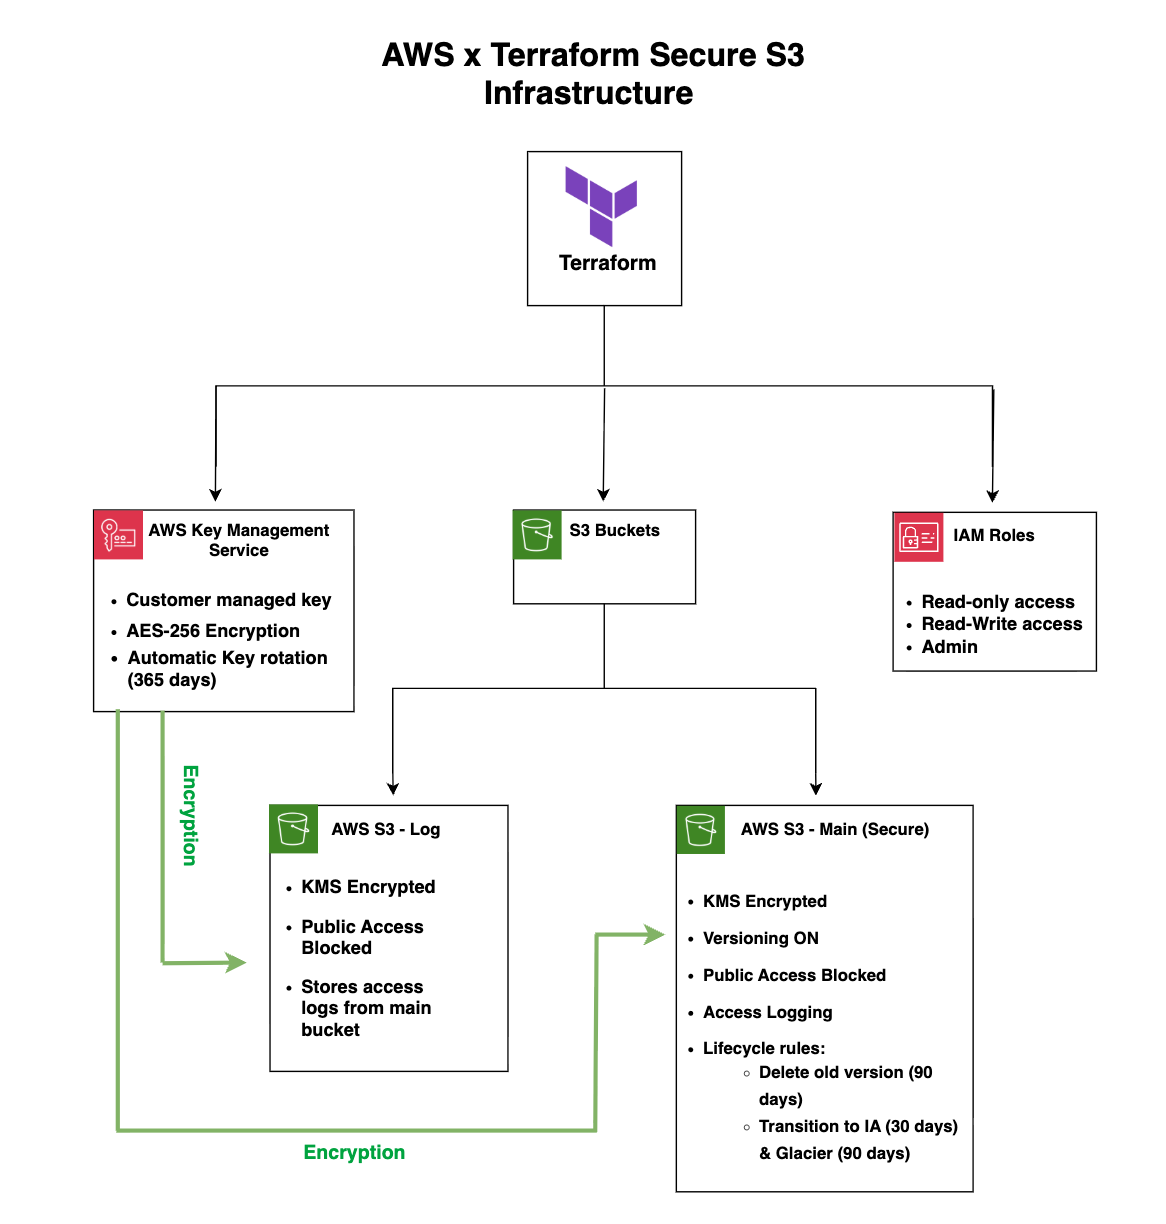 AWS x Terraform Secure S3
Infrastructure
Terraform
AWS Key Management
Service
• Customer managed key
• AES-256 Encryption
• Automatic Key rotation
(365 days)
S3 Buckets
IAM Roles
• Read-only access
• Read-Write access
• Admin
Encryption
AWS S3 - Log
• KMS Encrypted
• Public Access
Blocked
• Stores access
logs from main
bucket
AWS S3 - Main (Secure)
• KMS Encrypted
• Versioning ON
• Public Access Blocked
• Access Logging
• Lifecycle rules:
◦ Delete old version (90
days)
◦ Transition to IA (30 days)
& Glacier (90 days)
Encryption